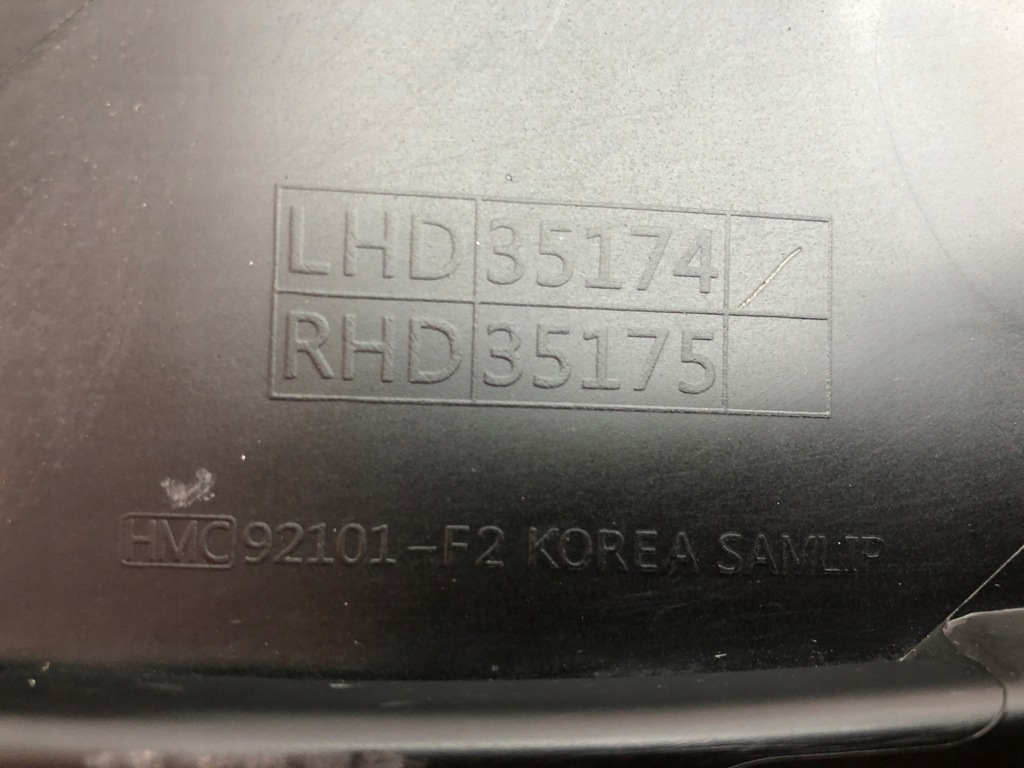 LHD 35174 /
RHD 35175
HMC 92101-F2 KOREA SAMLIP